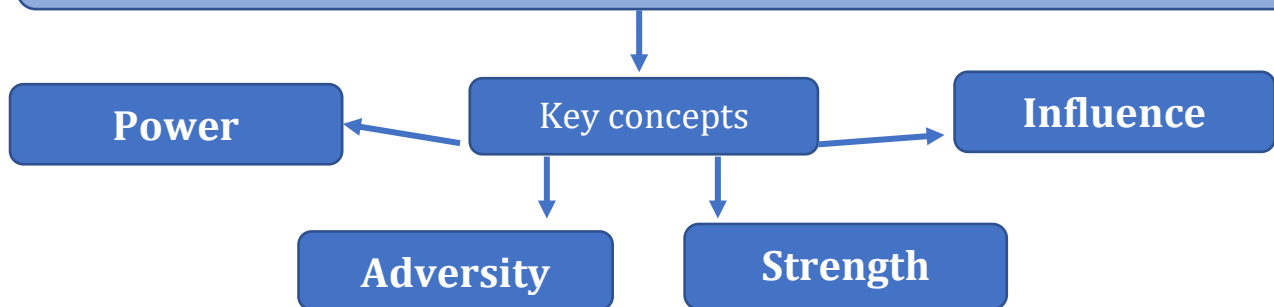 Key concepts
Power
Influence
Adversity
Strength